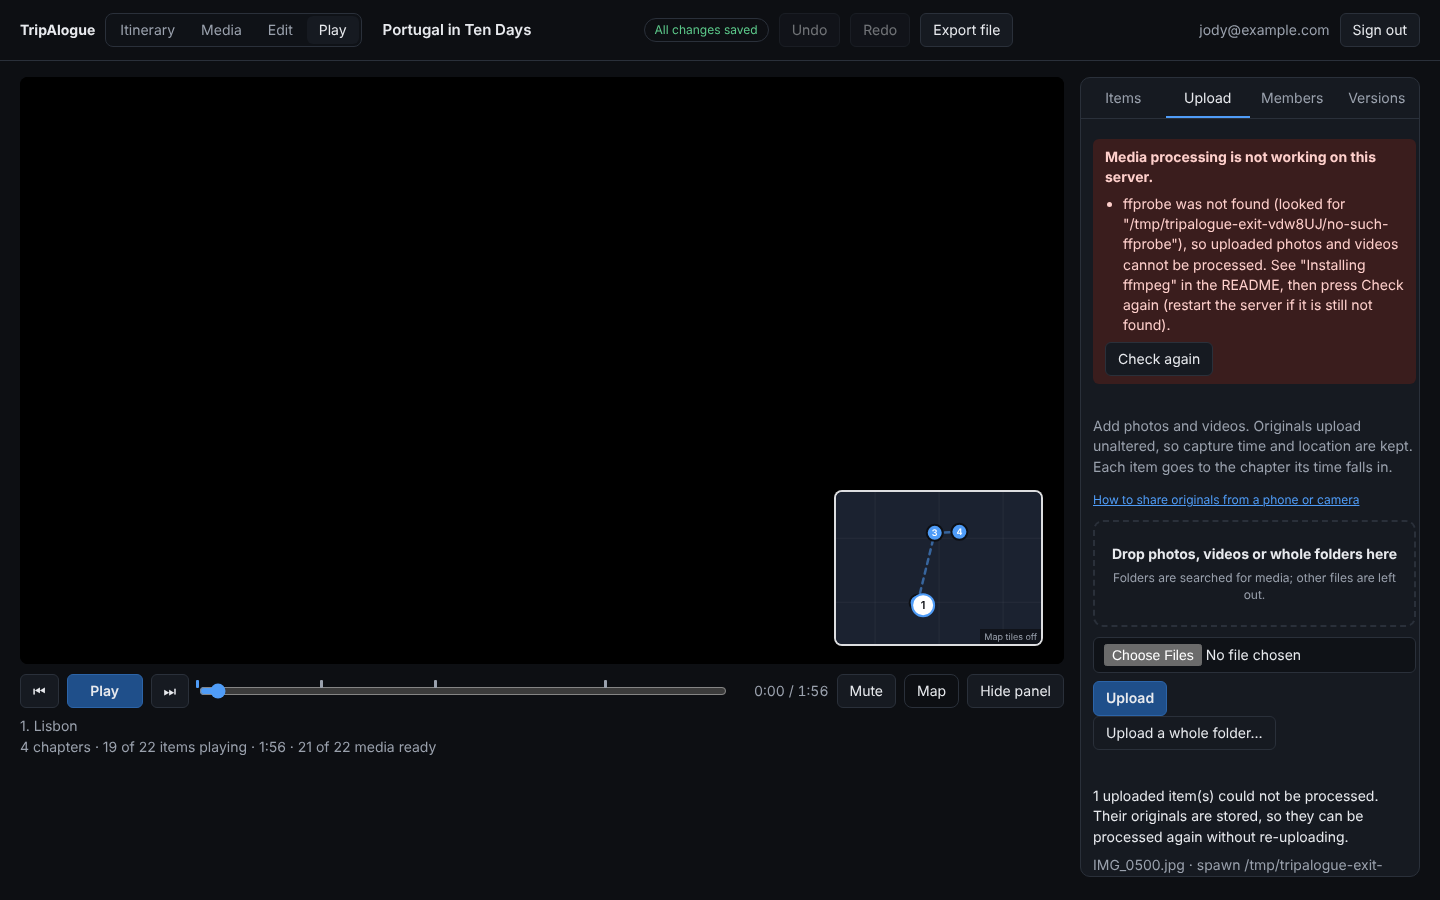 TripAlogue Itinerary Media Edit Play Portugal in Ten Days All changes saved Undo Redo Export file jody@example.com Sign out
Items Upload Members Versions
Media processing is not working on this
server.
• ffprobe was not found (looked for
"/tmp/tripalogue-exit-vdw8UJ/no-such-
ffprobe"), so uploaded photos and videos
cannot be processed. See "Installing
ffmpeg" in the README, then press Check
again (restart the server if it is still not
found).
Check again
Add photos and videos. Originals upload
unaltered, so capture time and location are kept.
Each item goes to the chapter its time falls in.
How to share originals from a phone or camera
Drop photos, videos or whole folders here
Folders are searched for media; other files are left
out.
Choose Files No file chosen
Upload
Upload a whole folder...
1 uploaded item(s) could not be processed.
Their originals are stored, so they can be
processed again without re-uploading.
IMG_0500.jpg · spawn /tmp/tripalogue-exit-
3 4
1
Map tiles off
Play 0:00 / 1:56 Mute Map Hide panel
1. Lisbon
4 chapters · 19 of 22 items playing · 1:56 · 21 of 22 media ready